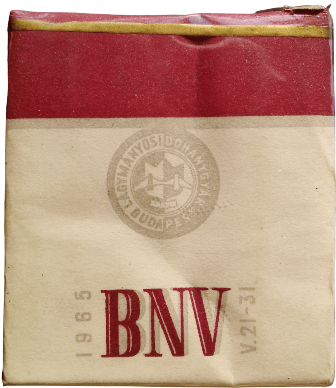 LÁGYMÁNYOSI DOHÁNYGYÁR
BUDAPEST
1965
BNV
V.21-31